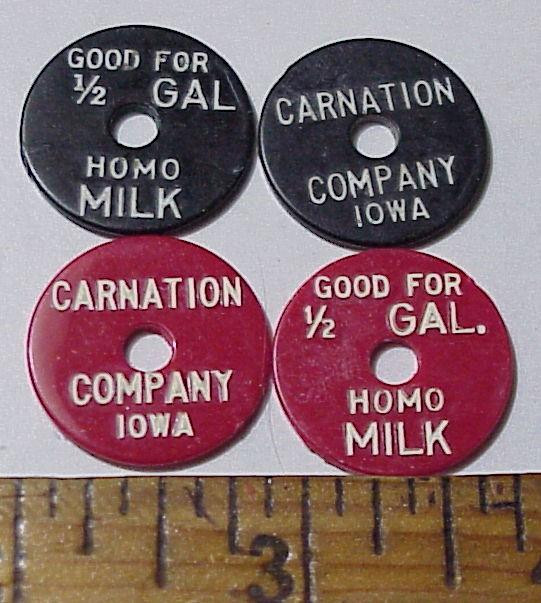 GOOD FOR
½ GAL
HOMO
MILK
CARNATION
COMPANY
IOWA
CARNATION
COMPANY
IOWA
GOOD FOR
½ GAL.
HOMO
MILK
3